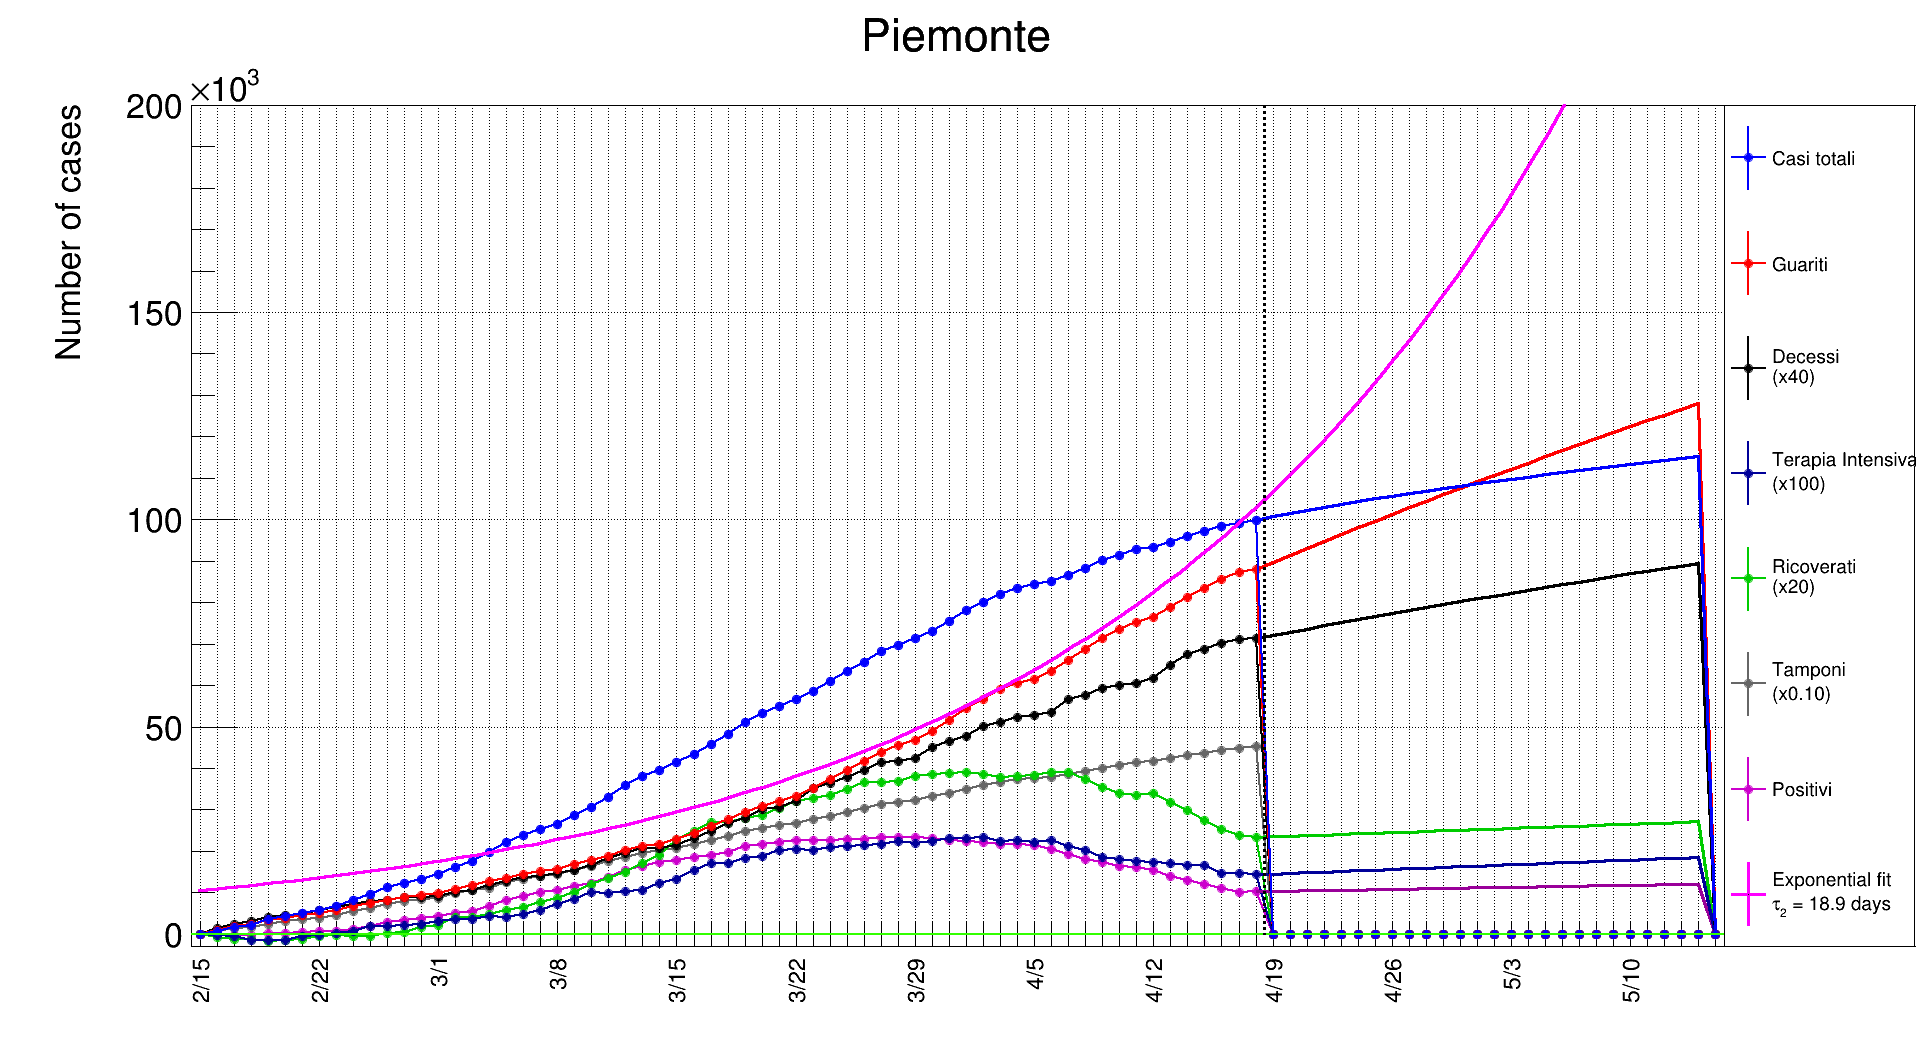 Piemonte
×10³
Number of cases
200
150
100
50
0
2/15
2/22
3/1
3/8
3/15
3/22
3/29
4/5
4/12
4/19
4/26
5/3
5/10
Casi totali
Guariti
Decessi
(x40)
Terapia Intensiva
(x100)
Ricoverati
(x20)
Tamponi
(x0.10)
Positivi
Exponential fit
τ₂ = 18.9 days